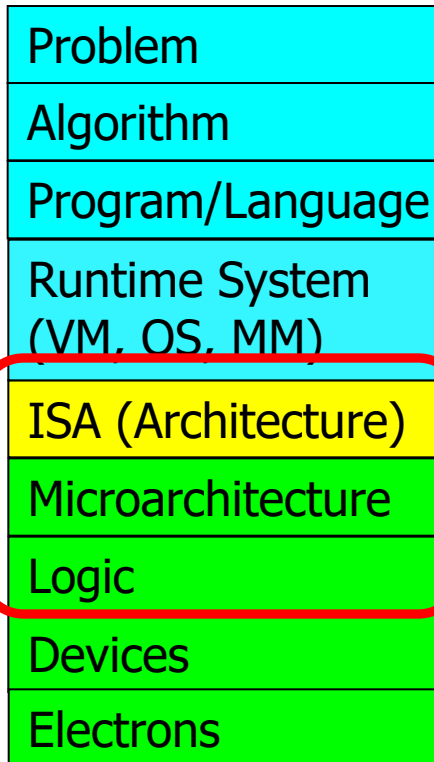 Problem
Algorithm
Program/Language
Runtime System
(VM, OS, MM)
ISA (Architecture)
Microarchitecture
Logic
Devices
Electrons